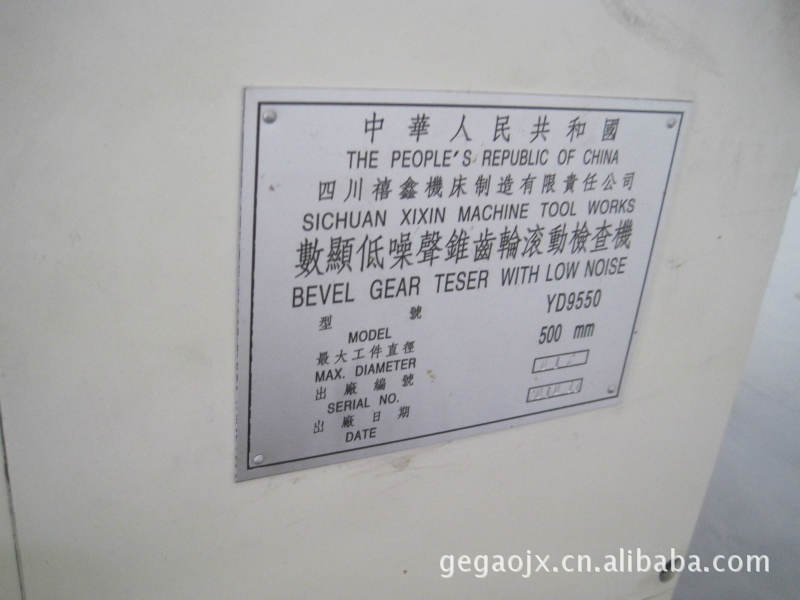 中華人民共和國
THE PEOPLE'S REPUBLIC OF CHINA
四川禧鑫機床制造有限責任公司
SICHUAN XIXIN MACHINE TOOL WORKS
數顯低噪聲錐齒輪滚動檢查機
BEVEL GEAR TESER WITH LOW NOISE
型號 YD9550
MODEL
最大工件直徑 500 mm
MAX. DIAMETER
出廠編號
SERIAL NO.
出廠日期
DATE
gegaojx.cn.alibaba.com